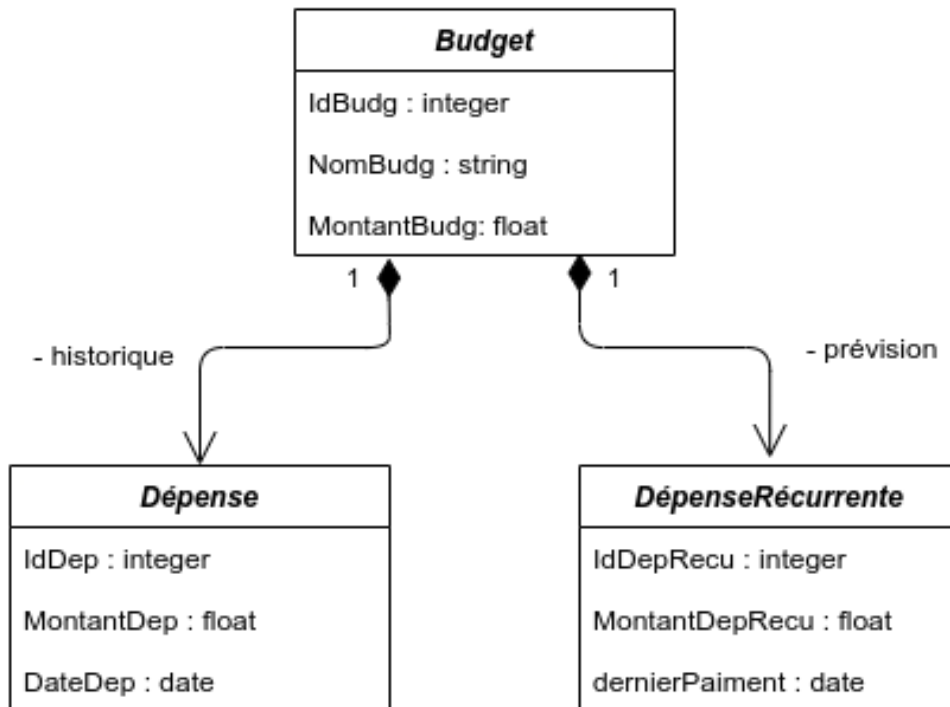 Budget
IdBudg : integer
NomBudg : string
MontantBudg: float
1
1
- historique
- prévision
Dépense
IdDep : integer
MontantDep : float
DateDep : date
DépenseRécurrente
IdDepRecu : integer
MontantDepRecu : float
dernierPaiment : date